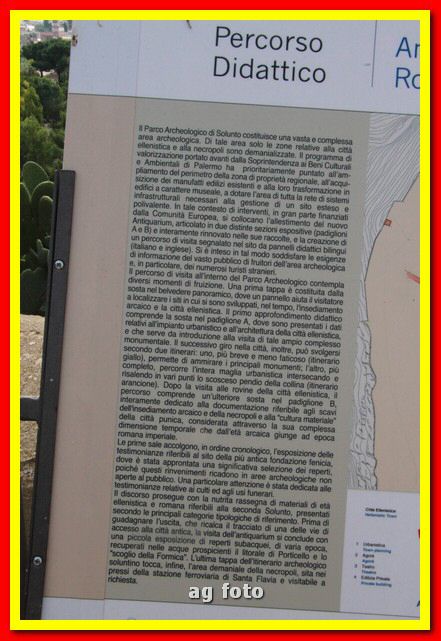 Percorso
Didattico
Il Parco Archeologico di Solunto costituisce una vasta e complessa
area archeologica. Di tale area solo le zone relative alla città
ellenistica e alla necropoli sono demanializzate. Il programma di
valorizzazione portato avanti dalla Soprintendenza ai Beni Culturali
e Ambientali di Palermo ha prioritariamente puntato all'am-
pliamento del perimetro della zona di proprietà regionale, all'acqui-
sizione dei manufatti edilizi esistenti e alla loro trasformazione in
edifici a carattere museale, a dotare l'area di tutta la rete di sistemi
infrastrutturali necessari alla gestione di un sito esteso e
polivalente. In tale contesto di interventi, in gran parte finanziati
dalla Comunità Europea, si collocano l'allestimento del nuovo
Antiquarium, articolato in due distinte sezioni espositive (padiglioni
A e B) e interamente rinnovato nelle sue raccolte, e la creazione di
un percorso di visita segnalato nel sito da pannelli didattici bilingui
(italiano e inglese). Si è inteso in tal modo soddisfare le esigenze
di informazione del vasto pubblico di fruitori dell'area archeologica
e, in particolare, dei numerosi turisti stranieri.
Il percorso di visita all'interno del Parco Archeologico contempla
diversi momenti di fruizione. Una prima tappa è costituita dalla
sosta nel belvedere panoramico, dove un pannello aiuta il visitatore
a localizzare i siti in cui si sono sviluppati, nel tempo, l'insediamento
arcaico e la città ellenistica. Il primo approfondimento didattico
comprende la sosta nel padiglione A, dove sono presentati i dati
relativi all'impianto urbanistico e all'architettura della città ellenistica,
e che serve da introduzione alla visita di tale ampio complesso
monumentale. Il successivo giro nella città, inoltre, può svolgersi
secondo due itinerari: uno, più breve e meno faticoso (itinerario
giallo), permette di ammirare i principali monumenti; l'altro, più
completo, percorre l'intera maglia urbanistica intersecando e
risalendo in vari punti lo scosceso pendio della collina (itinerario
arancione). Dopo la visita alle rovine della città ellenistica, il
percorso comprende un'ulteriore sosta nel padiglione B,
interamente dedicato alla documentazione riferibile agli scavi
dell'insediamento arcaico e della necropoli e alla "cultura materiale"
della città punica, considerata attraverso la sua complessa
dimensione temporale che dall'età arcaica giunge ad epoca
romana imperiale.
Le prime sale accolgono, in ordine cronologico, l'esposizione delle
testimonianze riferibili al sito della più antica fondazione fenicia,
dove è stata approntata una significativa selezione dei reperti,
poiché questi rinvenimenti ricadono in aree archeologiche non
aperte al pubblico. Una particolare attenzione è stata dedicata alle
testimonianze relative ai culti ed agli usi funerari.
Il discorso prosegue con la nutrita rassegna di materiali di età
ellenistica e romana riferibili alla seconda Solunto, presentati
secondo le principali categorie tipologiche di riferimento. Prima di
guadagnare l'uscita, che ricalca il tracciato di una delle vie di
accesso alla città antica, la visita dell'antiquarium si conclude con
una piccola esposizione di reperti subacquei, di varia epoca,
recuperati nelle acque prospicienti il litorale di Porticello e lo
"scoglio della Formica". L'ultima tappa dell'itinerario archeologico
soluntino tocca, infine, l'area demaniale della necropoli, sita nei
pressi della stazione ferroviaria di Santa Flavia e visitabile a
richiesta.
Città Ellenistica
Hellenistic Town
1 Urbanistica
Town planning
2 Agorà
Agora
3 Teatro
Theatre
4 Edilizia Privata
Private building
ag foto